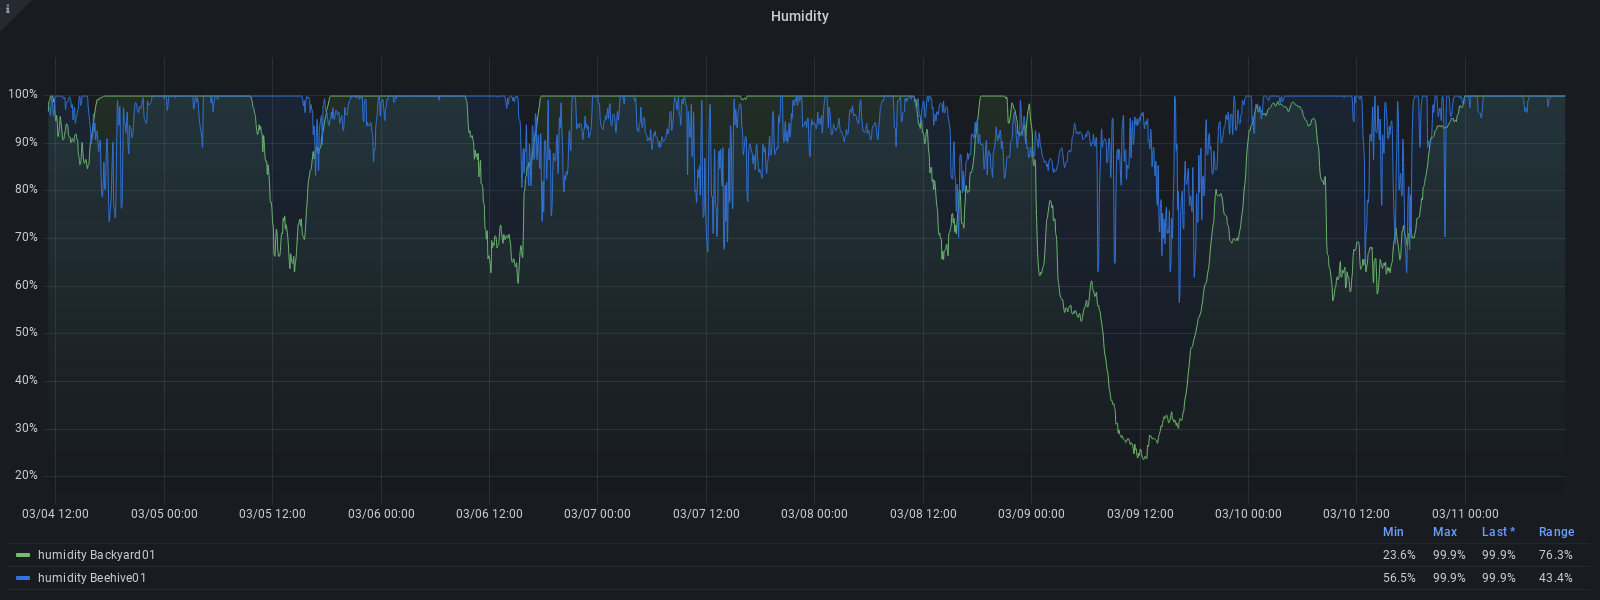 i
Humidity
100%
90%
80%
70%
60%
50%
40%
30%
20%
03/04 12:00 03/05 00:00 03/05 12:00 03/06 00:00 03/06 12:00 03/07 00:00 03/07 12:00 03/08 00:00 03/08 12:00 03/09 00:00 03/09 12:00 03/10 00:00 03/10 12:00 03/11 00:00
Min Max Last * Range
humidity Backyard01 23.6% 99.9% 99.9% 76.3%
humidity Beehive01 56.5% 99.9% 99.9% 43.4%